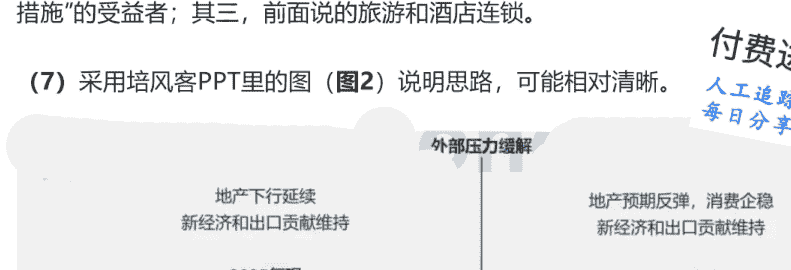 措施”的受益者；其三，前面说的旅游和酒店连锁。
付费
（7）采用培风客PPT里的图（图2）说明思路，可能相对清晰。
人工追踪
每日分享
外部压力缓解
地产下行延续
新经济和出口贡献维持
地产预期反弹，消费企稳
新经济和出口贡献维持